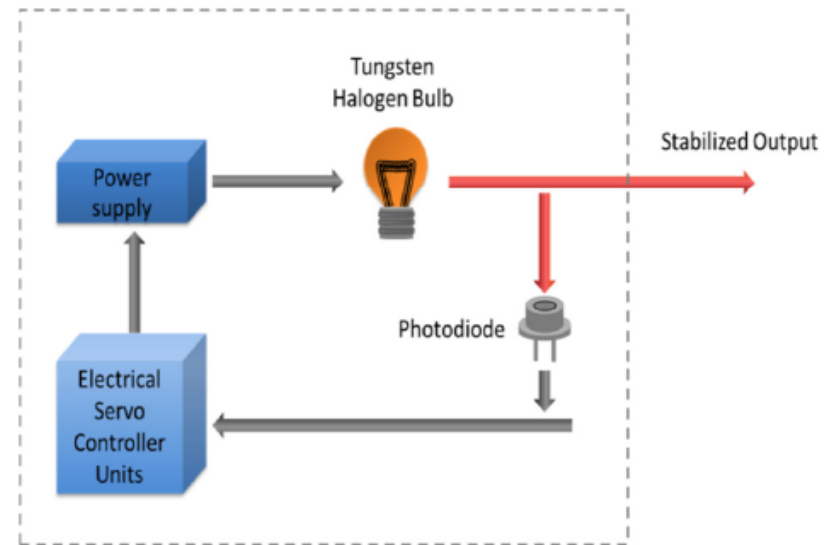 Tungsten
Halogen Bulb
Stabilized Output
Power
supply
Photodiode
Electrical
Servo
Controller
Units